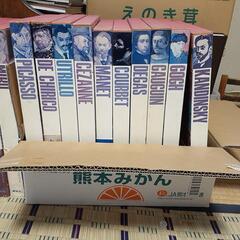 えのき茸
PICASSO
DE CHIRICO
UTRILLO
CEZANNE
MANET
COURBET
DEGAS
GAUGUIN
GOGH
KANDINSKY
熊本みかん
JA